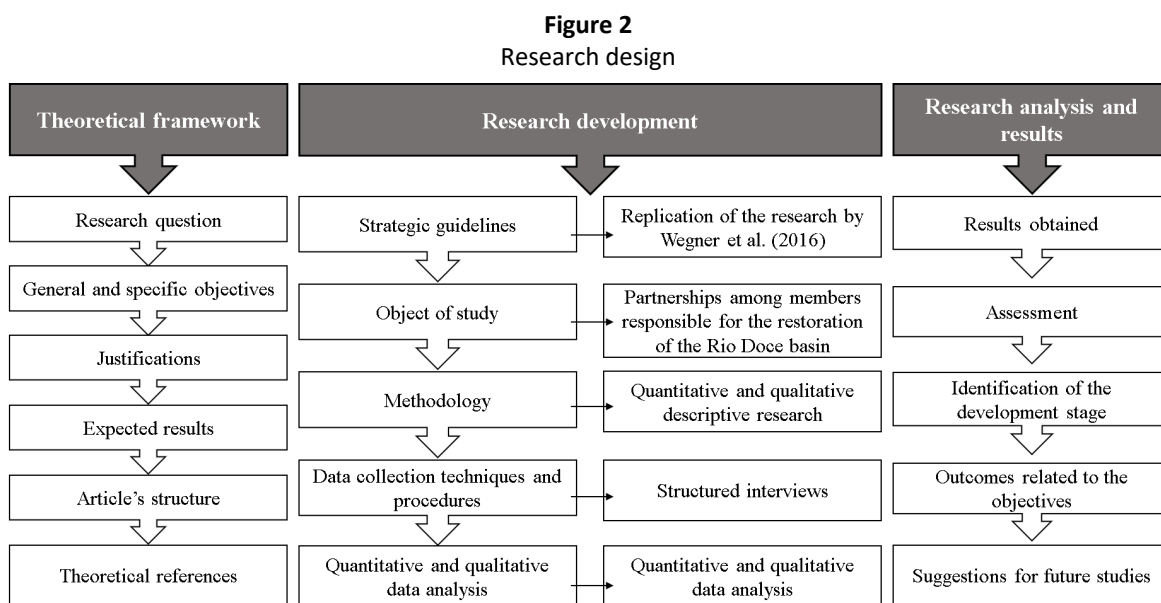 Figure 2
Research design
Theoretical framework
Research question
General and specific objectives
Justifications
Expected results
Article's structure
Theoretical references
Research development
Strategic guidelines
Replication of the research by
Wegner et al. (2016)
Object of study
Partnerships among members
responsible for the restoration
of the Rio Doce basin
Methodology
Quantitative and qualitative
descriptive research
Data collection techniques and
procedures
Structured interviews
Quantitative and qualitative
data analysis
Quantitative and qualitative
data analysis
Research analysis and
results
Results obtained
Assessment
Identification of the
development stage
Outcomes related to the
objectives
Suggestions for future studies